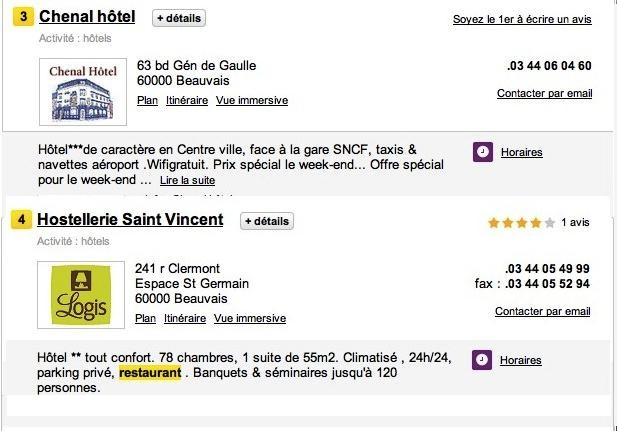 3 Chenal hôtel + détails Soyez le 1er à écrire un avis
Activité : hôtels
Chenal Hôtel
63 bd Gén de Gaulle .03 44 06 04 60
60000 Beauvais
Plan Itinéraire Vue immersive Contacter par email
Hôtel***de caractère en Centre ville, face à la gare SNCF, taxis & Horaires
navettes aéroport .Wifigratuit. Prix spécial le week-end... Offre spécial
pour le week-end ... Lire la suite
4 Hostellerie Saint Vincent + détails 1 avis
Activité : hôtels
Logis
241 r Clermont .03 44 05 49 99
Espace St Germain fax : .03 44 05 52 94
60000 Beauvais
Plan Itinéraire Vue immersive Contacter par email
Hôtel ** tout confort. 78 chambres, 1 suite de 55m2. Climatisé , 24h/24, Horaires
parking privé, restaurant . Banquets & séminaires jusqu'à 120
personnes.